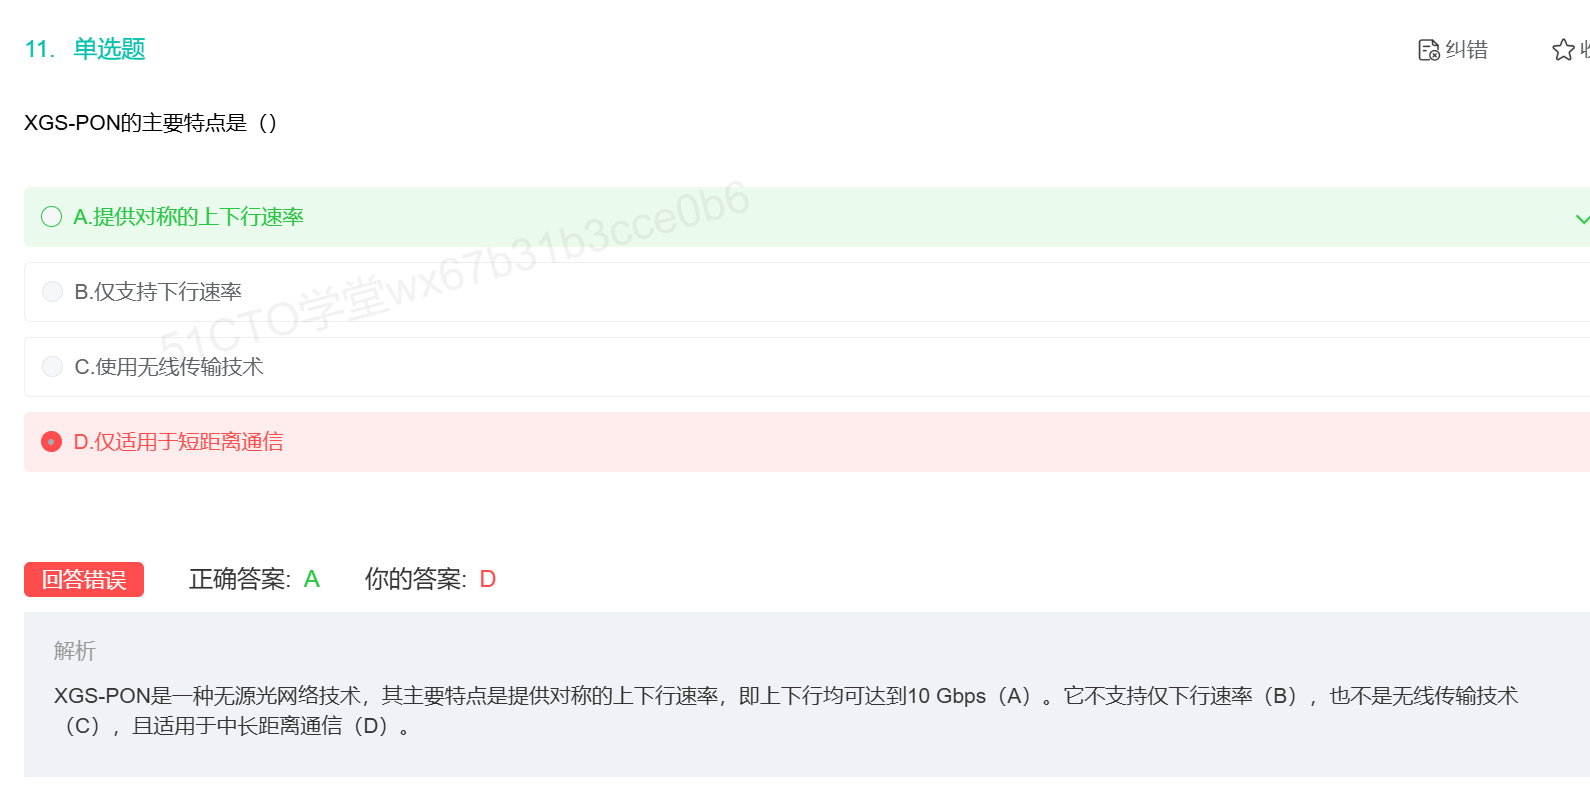 11. 单选题
纠错
XGS-PON的主要特点是（）
A.提供对称的上下行速率
B.仅支持下行速率
C.使用无线传输技术
D.仅适用于短距离通信
51CTO学堂wx67b31b3cce0b6
回答错误 正确答案: A 你的答案: D
解析
XGS-PON是一种无源光网络技术，其主要特点是提供对称的上下行速率，即上下行均可达到10 Gbps（A）。它不支持仅下行速率（B），也不是无线传输技术
（C），且适用于中长距离通信（D）。